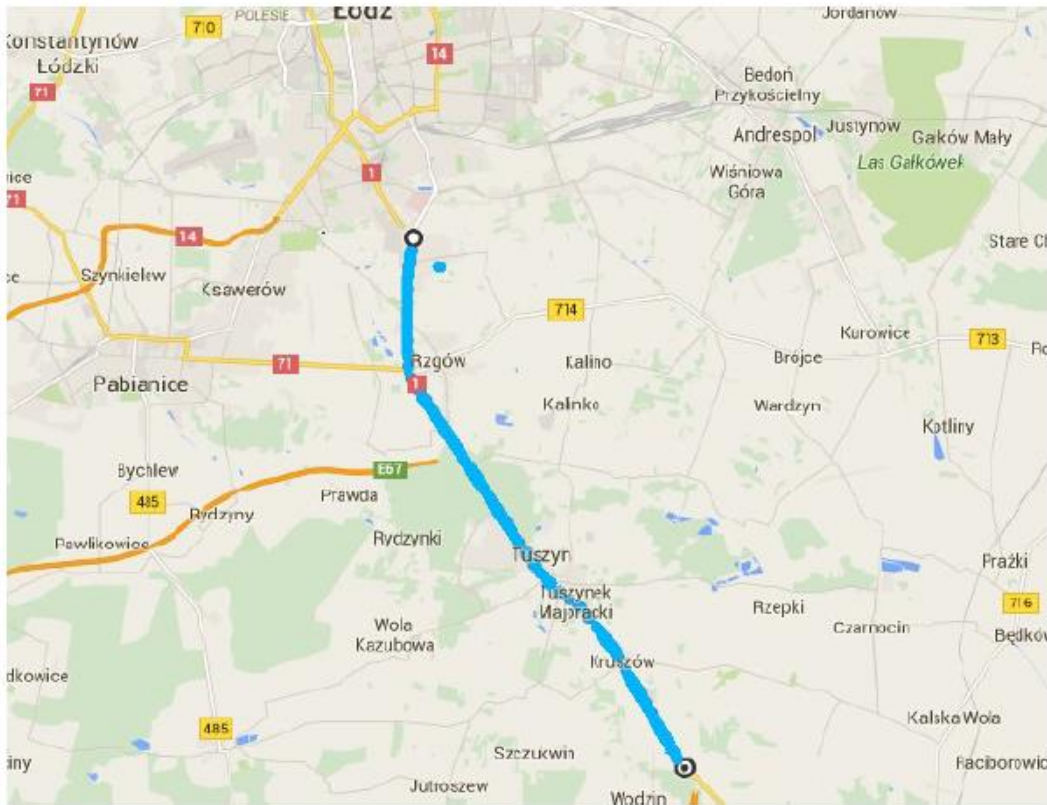 Łódź
POLESIE
710
Jordanów
Konstantynów
Łódzki
14
71
Bedoń
Przykościelny
Andrespol
Justynów
Gałków Mały
Las Gałkówek
Wiśniowa
Góra
1
71
14
Szynkielew
Ksawerów
714
Kurowice
713
Rzgów
71
Kalino
Brójce
Pabianice
1
Kalinko
Wardzyn
Kotliny
Bychlew
E67
485
Prawda
Rydzyny
Pawlikowice
Rydzynki
Tuszyn
Prażki
Tuszynek
Majoracki
Rzepki
716
Wola
Kazubowa
Czarnocin
Kruszów
485
Kalska Wola
Szczukwin
Jutroszew
Wodzin